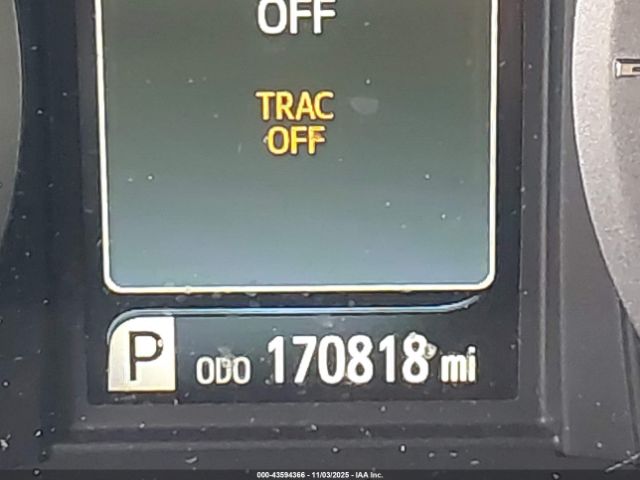 OFF
TRAC
OFF
P ODO 170818 mi
000-43594366 - 11/03/2025 - IAA Inc.